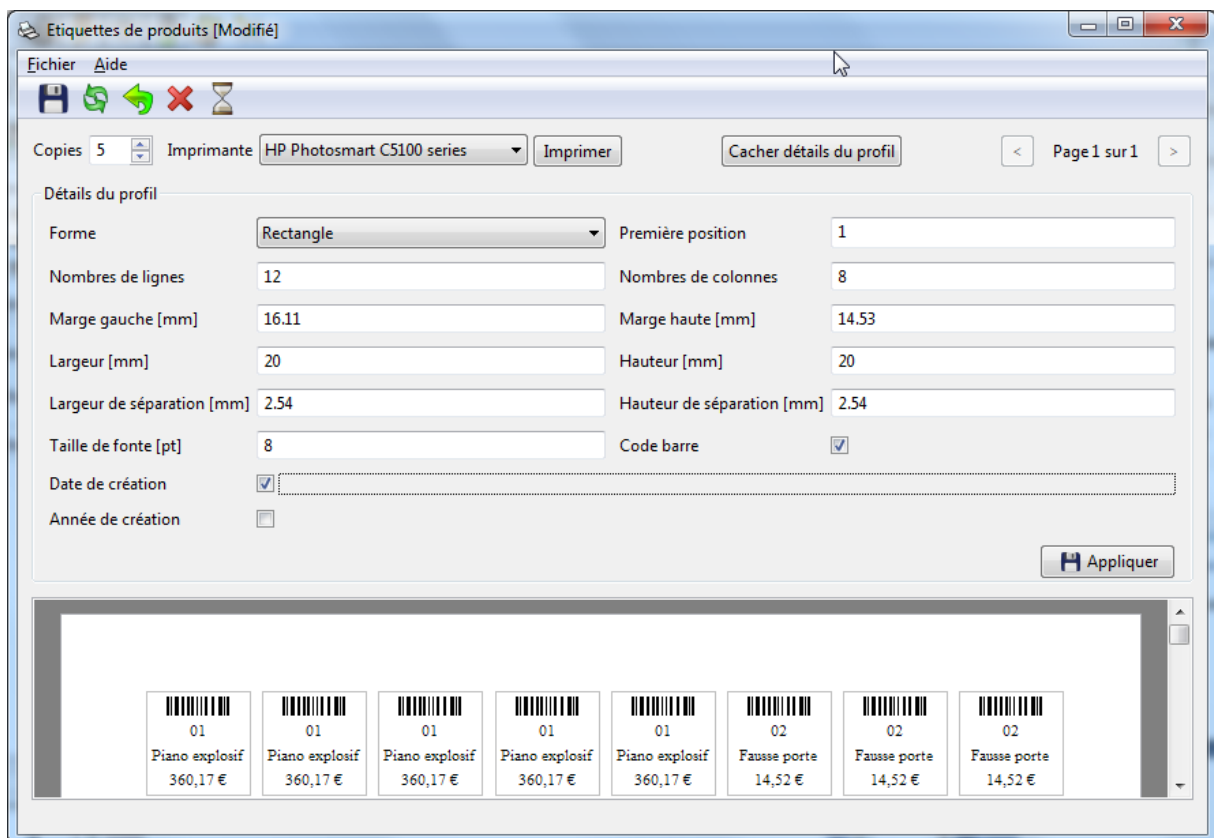 Etiquettes de produits [Modifié]
Fichier Aide
Copies 5 Imprimante HP Photosmart C5100 series Imprimer Cacher détails du profil < Page 1 sur 1 >
Détails du profil
Forme Rectangle Première position 1
Nombres de lignes 12 Nombres de colonnes 8
Marge gauche [mm] 16.11 Marge haute [mm] 14.53
Largeur [mm] 20 Hauteur [mm] 20
Largeur de séparation [mm] 2.54 Hauteur de séparation [mm] 2.54
Taille de fonte [pt] 8 Code barre
Date de création
Année de création
Appliquer
01 01 01 01 01 02 02 02
Piano explosif Piano explosif Piano explosif Piano explosif Piano explosif Fausse porte Fausse porte Fausse porte
360,17 € 360,17 € 360,17 € 360,17 € 360,17 € 14,52 € 14,52 € 14,52 €